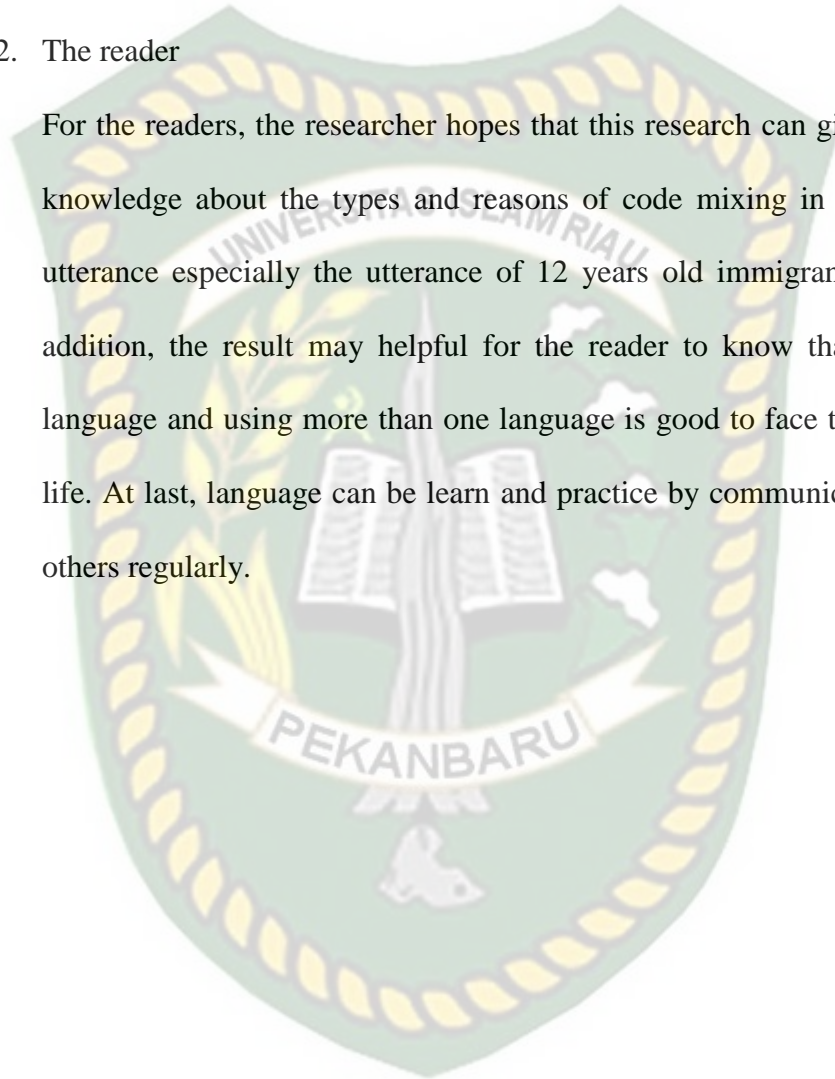 2. The reader
For the readers, the researcher hopes that this research can gi
knowledge about the types and reasons of code mixing in
UNIVERSITAS ISLAM RIAU
utterance especially the utterance of 12 years old immigran
addition, the result may helpful for the reader to know tha
language and using more than one language is good to face t
life. At last, language can be learn and practice by communic
others regularly.
PEKANBARU